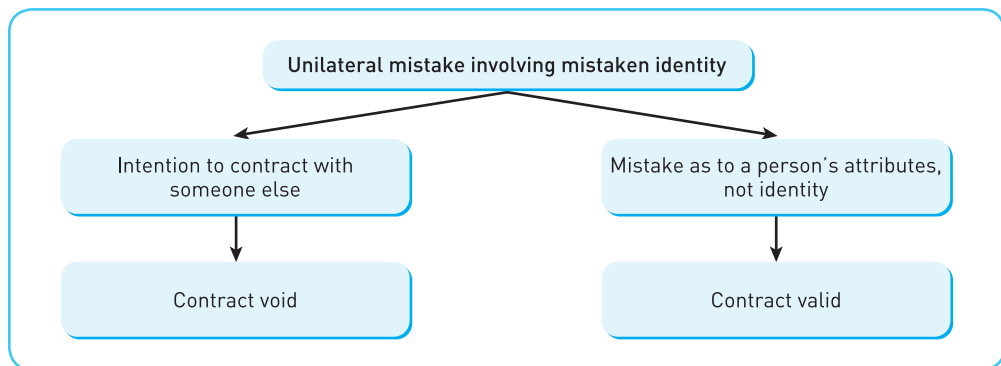 Unilateral mistake involving mistaken identity
Intention to contract with
someone else
Mistake as to a person's attributes,
not identity
Contract void
Contract valid